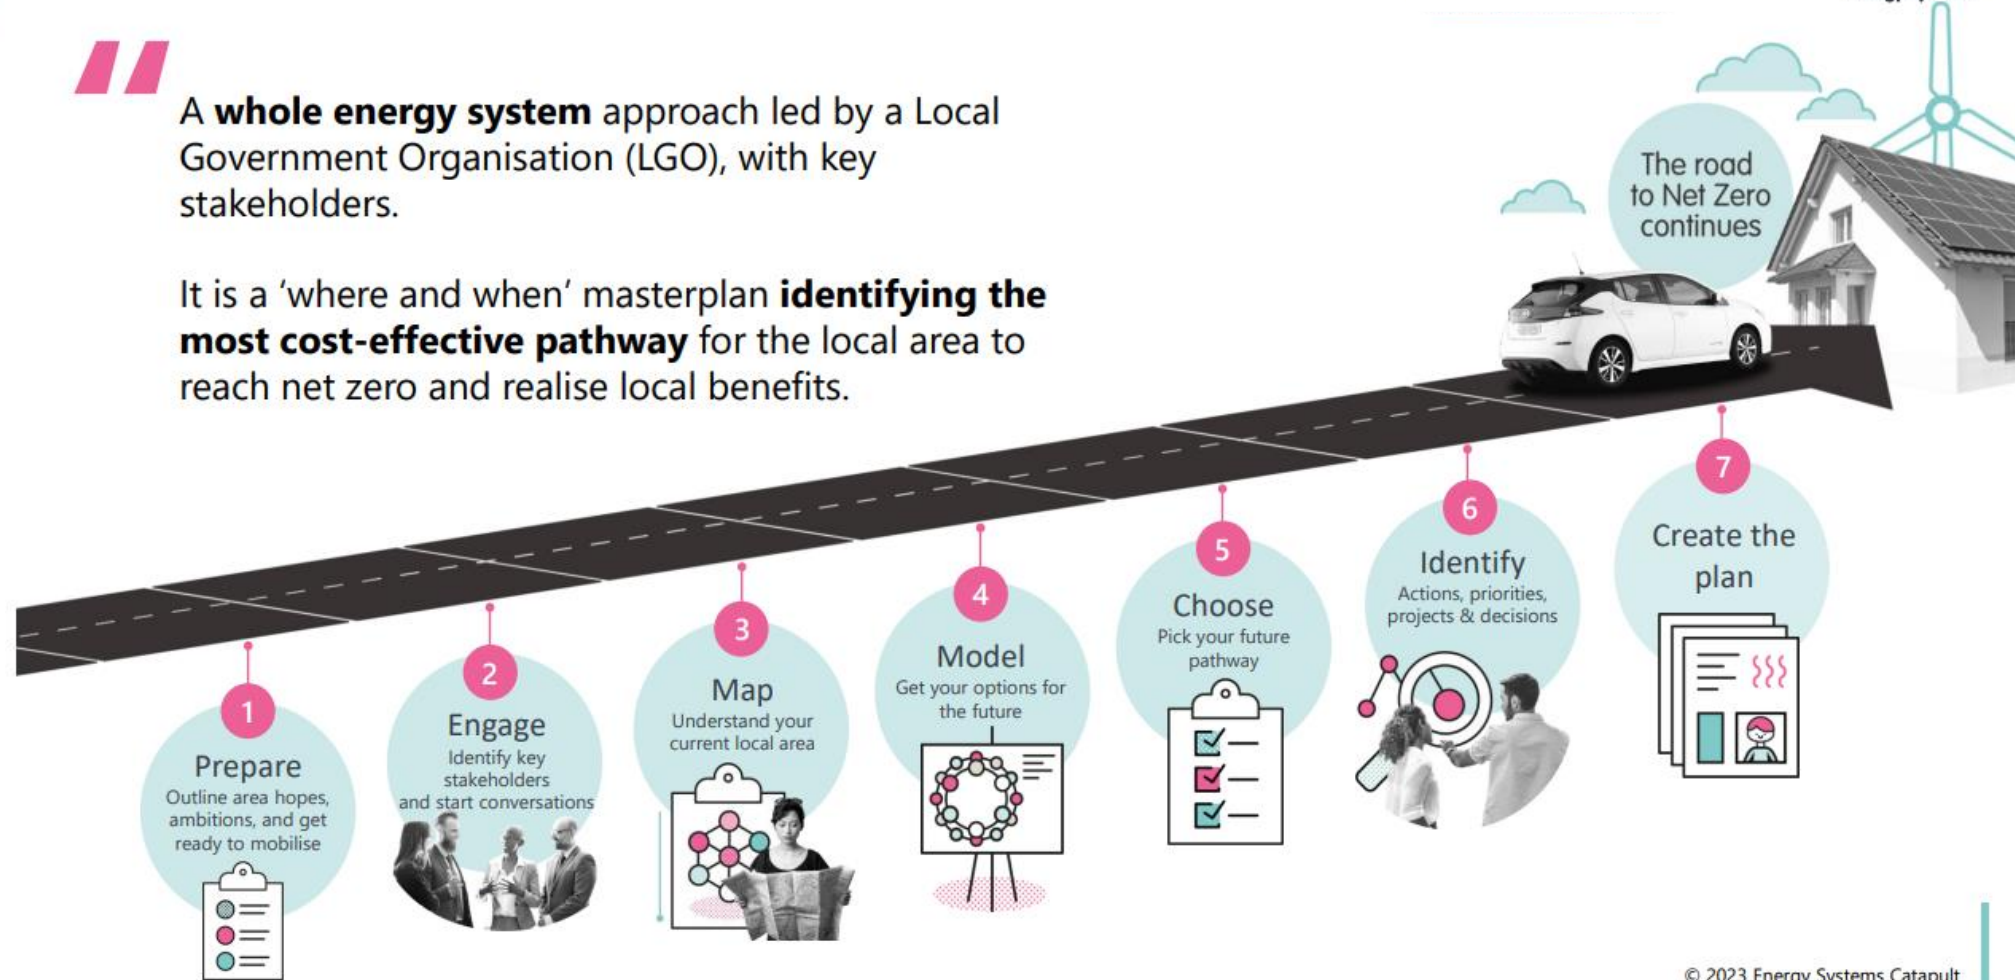 A whole energy system approach led by a Local
Government Organisation (LGO), with key
stakeholders.
It is a ‘where and when’ masterplan identifying the
most cost-effective pathway for the local area to
reach net zero and realise local benefits.
The road
to Net Zero
continues
1
Prepare
Outline area hopes,
ambitions, and get
ready to mobilise
2
Engage
Identify key
stakeholders
and start conversations
3
Map
Understand your
current local area
4
Model
Get your options for
the future
5
Choose
Pick your future
pathway
6
Identify
Actions, priorities,
projects & decisions
7
Create the
plan
© 2023 Energy Systems Catapult